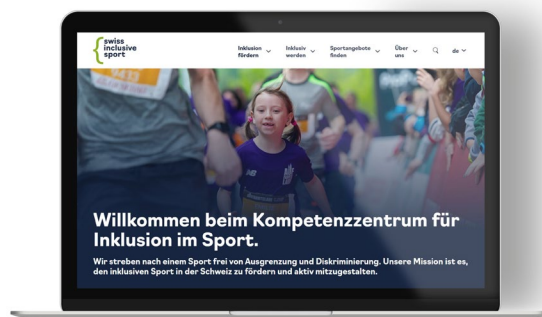 swiss
inclusive
sport
Inklusion
fördern
Inklusiv
werden
Sportangebote
finden
Über
uns
de
Willkommen beim Kompetenzzentrum für
Inklusion im Sport.
Wir streben nach einem Sport frei von Ausgrenzung und Diskriminierung. Unsere Mission ist es,
den inklusiven Sport in der Schweiz zu fördern und aktiv mitzugestalten.